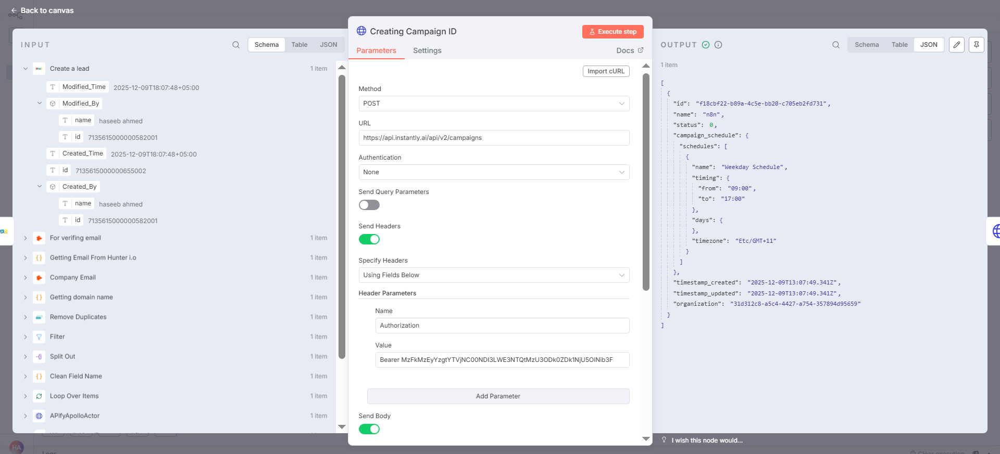 Back to canvas
INPUT
Schema Table JSON
Create a lead 1 item
T Modified_Time 2025-12-09T18:07:48+05:00
Modified_By
T name haseeb ahmed
T id 7135615000000582001
T Created_Time 2025-12-09T18:07:48+05:00
T id 7135615000000655002
Created_By
T name haseeb ahmed
T id 7135615000000582001
For verifing email 1 item
Getting Email From Hunter i.o 1 item
Company Email 1 item
Getting domain name 1 item
Remove Duplicates 1 item
Filter 1 item
Split Out 1 item
Clean Field Name 1 item
Loop Over Items 1 item
APifyApolloActor 1 item
HA
Creating Campaign ID
Execute step
Parameters Settings Docs
Import cURL
Method
POST
URL
https://api.instantly.ai/api/v2/campaigns
Authentication
None
Send Query Parameters
Send Headers
Specify Headers
Using Fields Below
Header Parameters
Name
Authorization
Value
Bearer MzFkMzEyYzgtYTVjNC00NDI3LWE3NTQtMzU3ODk0ZDk1NjU5OlNib3F
Add Parameter
Send Body
OUTPUT
Schema Table JSON
1 item
[
{
"id": "f18cbf22-b89a-4c5e-bb20-c705eb2fd731",
"name": "n8n",
"status": 0,
"campaign_schedule": {
"schedules": [
{
"name": "Weekday Schedule",
"timing": {
"from": "09:00",
"to": "17:00"
},
"days": {
},
"timezone": "Etc/GMT+11"
}
]
},
"timestamp_created": "2025-12-09T13:07:49.341Z",
"timestamp_updated": "2025-12-09T13:07:49.341Z",
"organization": "31d312c8-a5c4-4427-a754-357894d95659"
}
]
I wish this node would...